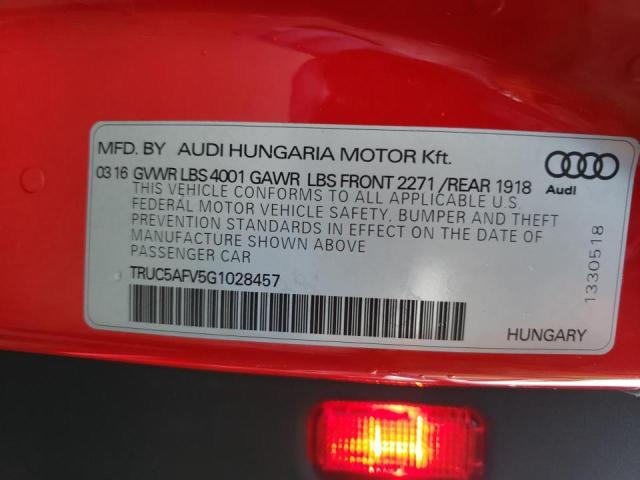 MFD. BY AUDI HUNGARIA MOTOR Kft.
0316 GVWR LBS 4001 GAWR LBS FRONT 2271 /REAR 1918
Audi
THIS VEHICLE CONFORMS TO ALL APPLICABLE U.S.
FEDERAL MOTOR VEHICLE SAFETY, BUMPER AND THEFT
PREVENTION STANDARDS IN EFFECT ON THE DATE OF
MANUFACTURE SHOWN ABOVE
PASSENGER CAR
TRUC5AFV5G1028457
1330518
HUNGARY